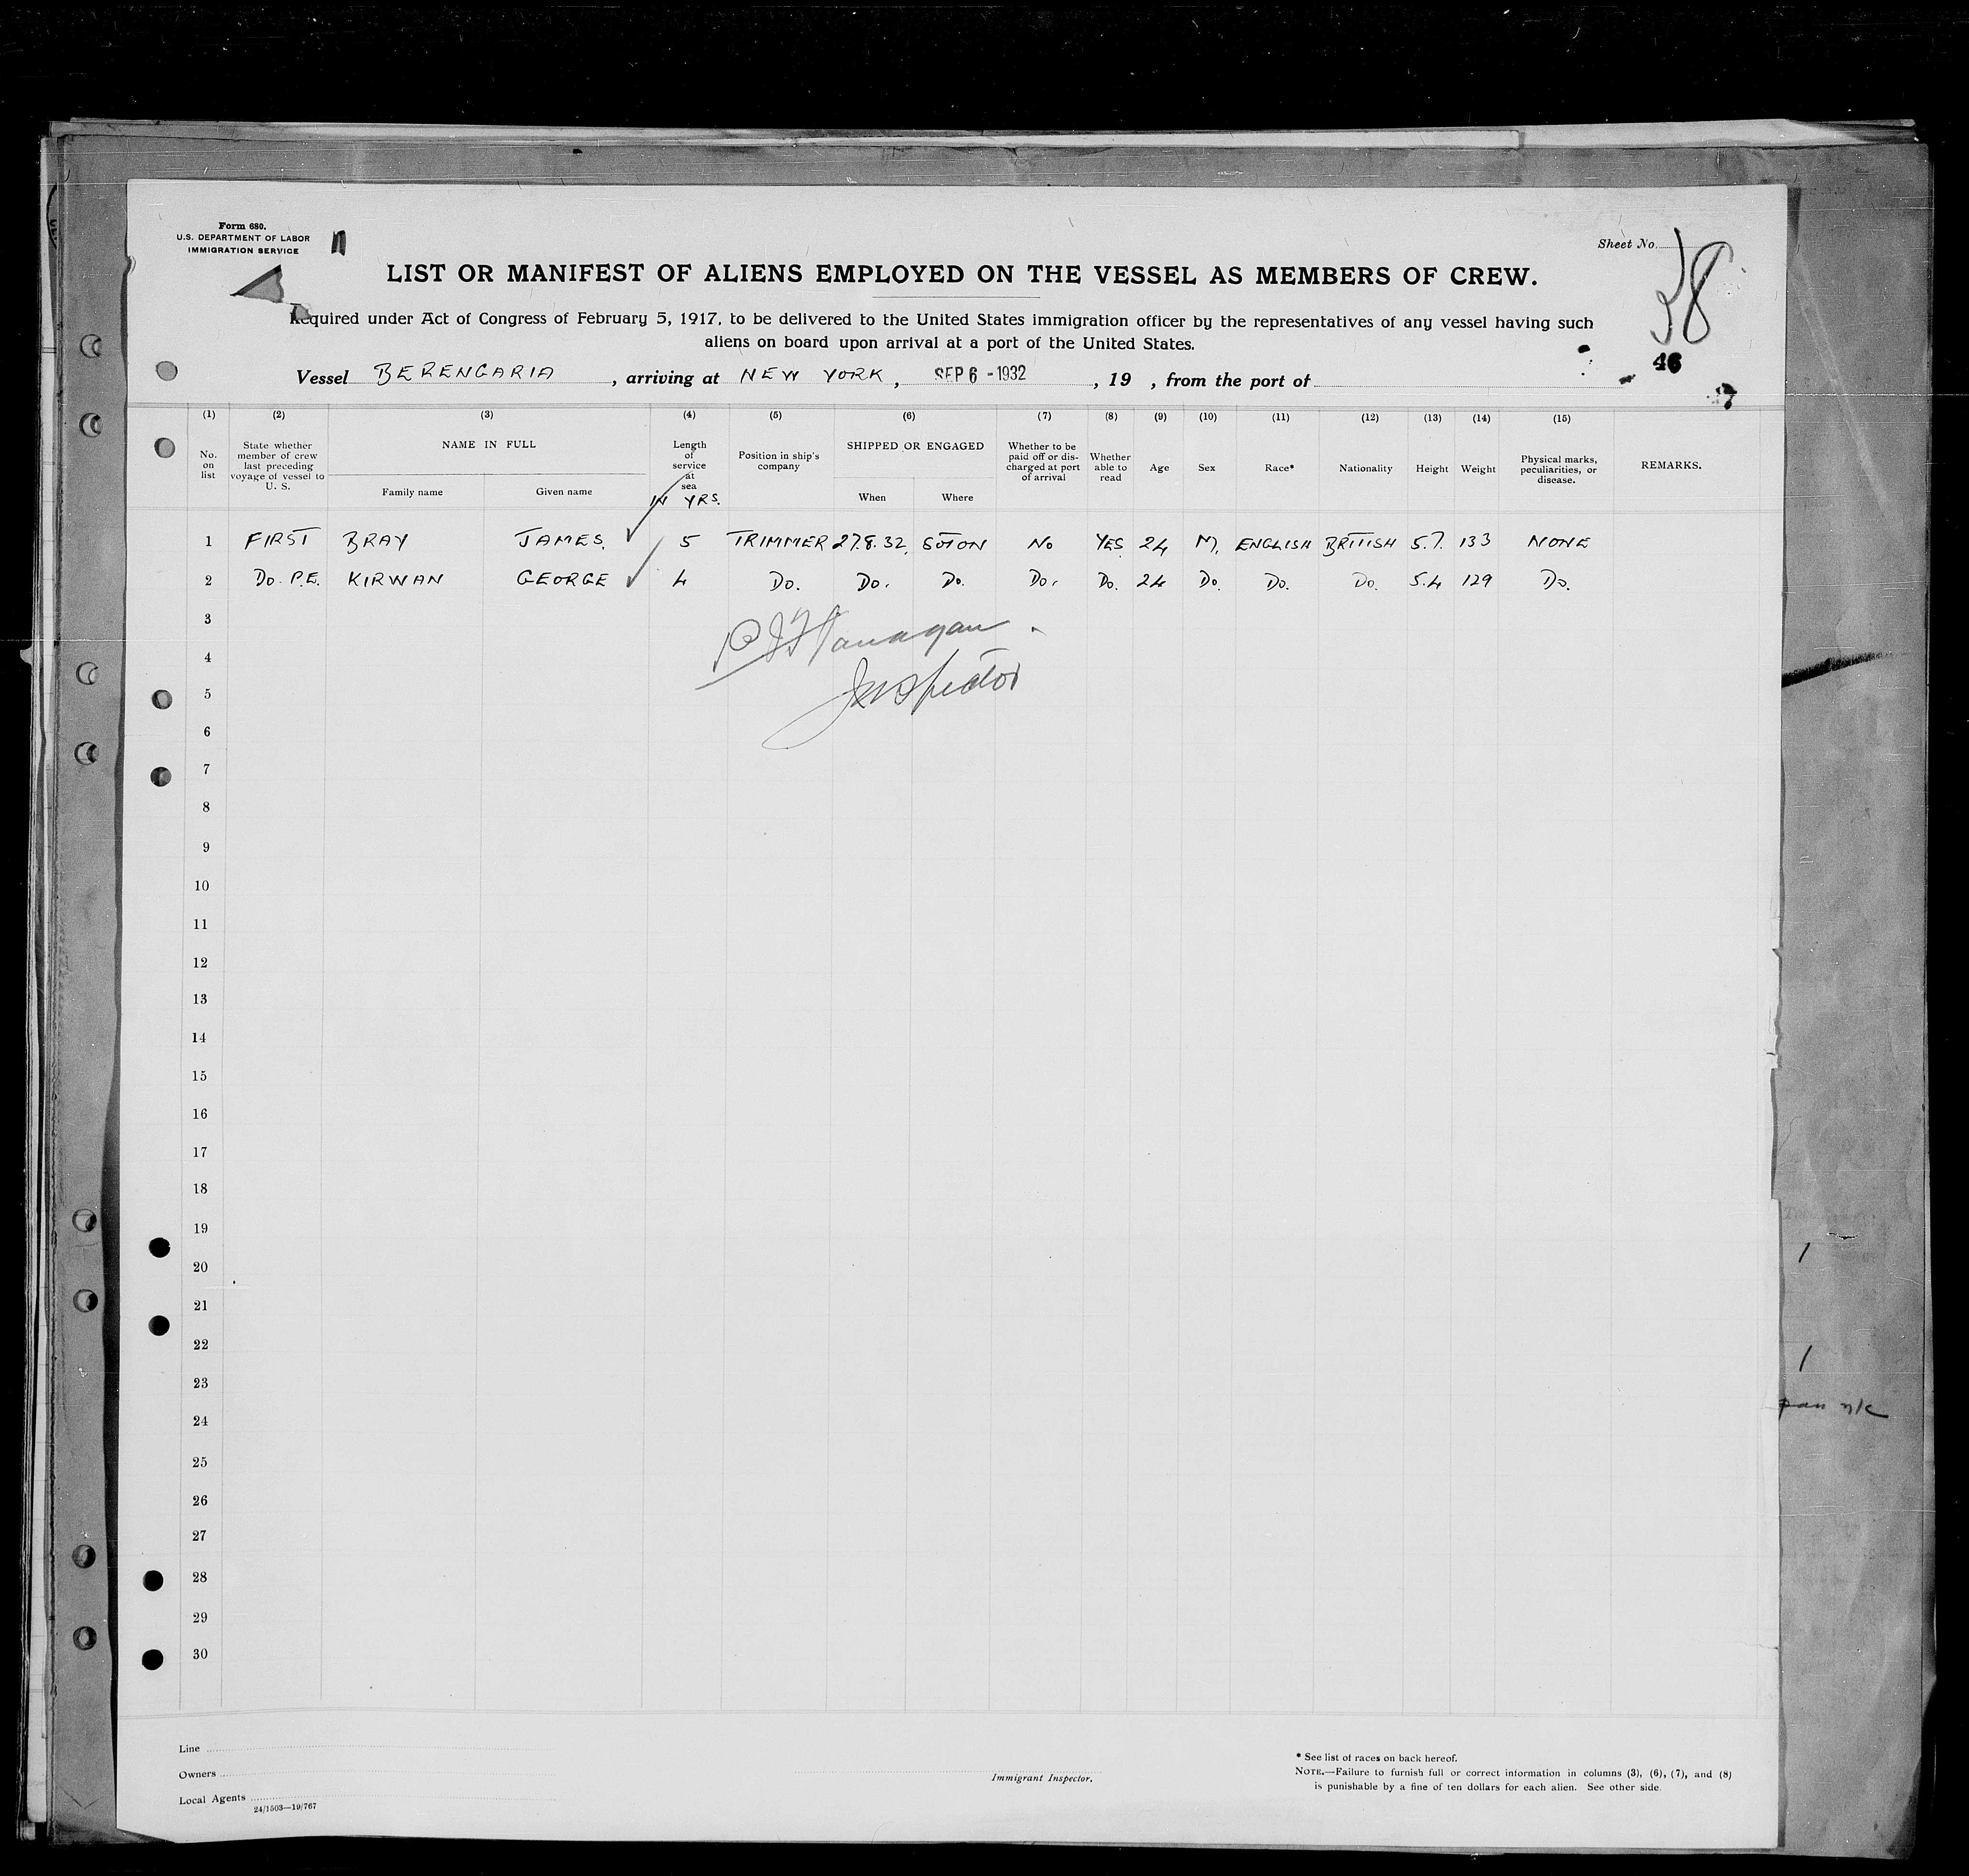 Form 680.
U.S. DEPARTMENT OF LABOR
IMMIGRATION SERVICE
Sheet No.
LIST OR MANIFEST OF ALIENS EMPLOYED ON THE VESSEL AS MEMBERS OF CREW.
Required under Act of Congress of February 5, 1917, to be delivered to the United States immigration officer by the representatives of any vessel having such
aliens on board upon arrival at a port of the United States.
46
Vessel BERENGARIA, arriving at NEW YORK, SEP 6 - 1932, 19 , from the port of
(1) (2) (3) (4) (5) (6) (7) (8) (9) (10) (11) (12) (13) (14) (15)
No. on list
State whether member of crew last preceding voyage of vessel to U. S.
NAME IN FULL
Family name
Given name
Length of service at sea
IN YRS.
Position in ship's company
SHIPPED OR ENGAGED
When
Where
Whether to be paid off or discharged at port of arrival
Whether able to read
Age
Sex
Race*
Nationality
Height
Weight
Physical marks, peculiarities, or disease.
REMARKS.
1 FIRST BRAY JAMES. 5 TRIMMER 27.8.32. SOTON NO YES 24 M. ENGLISH BRITISH 5.7. 133 NONE
2 Do. P.E. KIRWAN GEORGE 4 Do. Do. Do. Do. Do. 24 Do. Do. Do. 5.4 129 Do.
3
Flanagan
4
Inspector
5
6
7
8
9
10
11
12
13
14
15
16
17
18
19
20
21
22
23
24
25
26
27
28
29
30
Line
Owners
Local Agents
24/1503—19/767
Immigrant Inspector.
* See list of races on back hereof.
NOTE.—Failure to furnish full or correct information in columns (3), (6), (7), and (8)
is punishable by a fine of ten dollars for each alien. See other side.